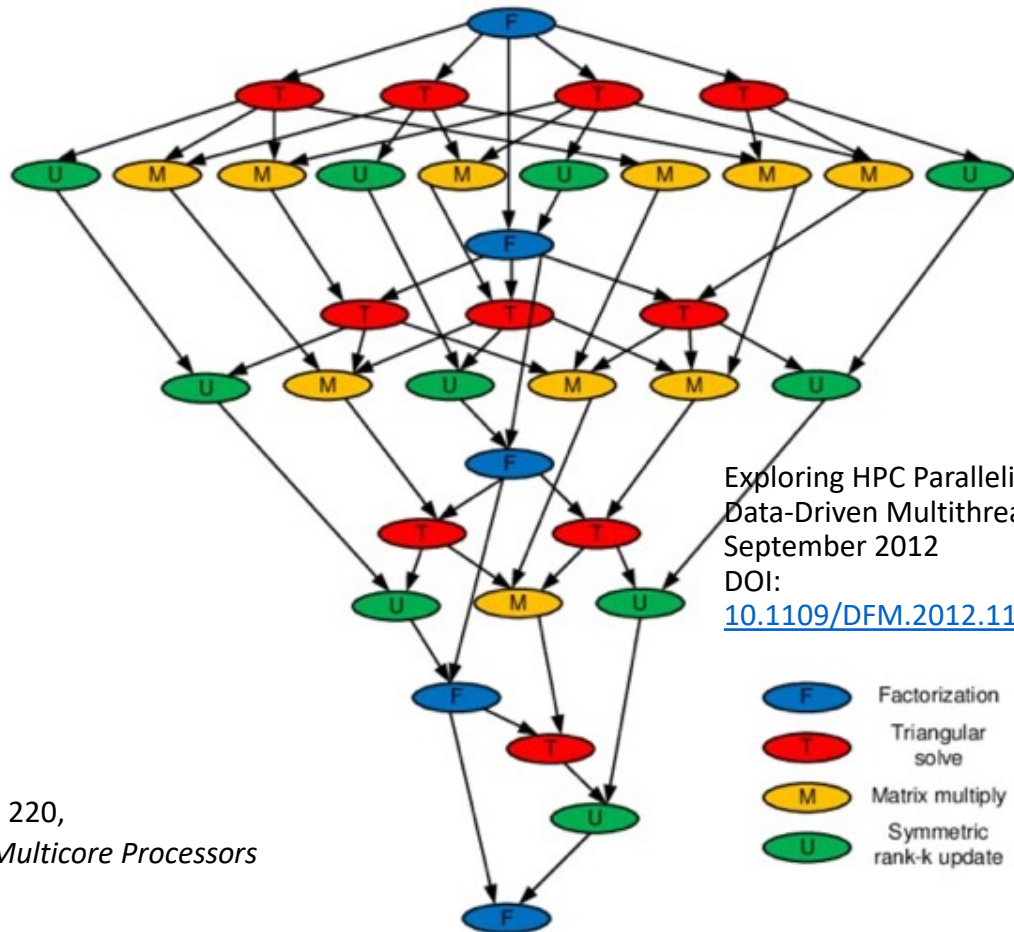 F
T T T T
U M M U M U M M M U
F
T T T
U M U M M U
F
T T
U M U
F
T
U
F
Exploring HPC Paralleli
Data-Driven Multithrea
September 2012
DOI:
10.1109/DFM.2012.11
F Factorization
T Triangular
solve
M Matrix multiply
U Symmetric
rank-k update
220,
Multicore Processors